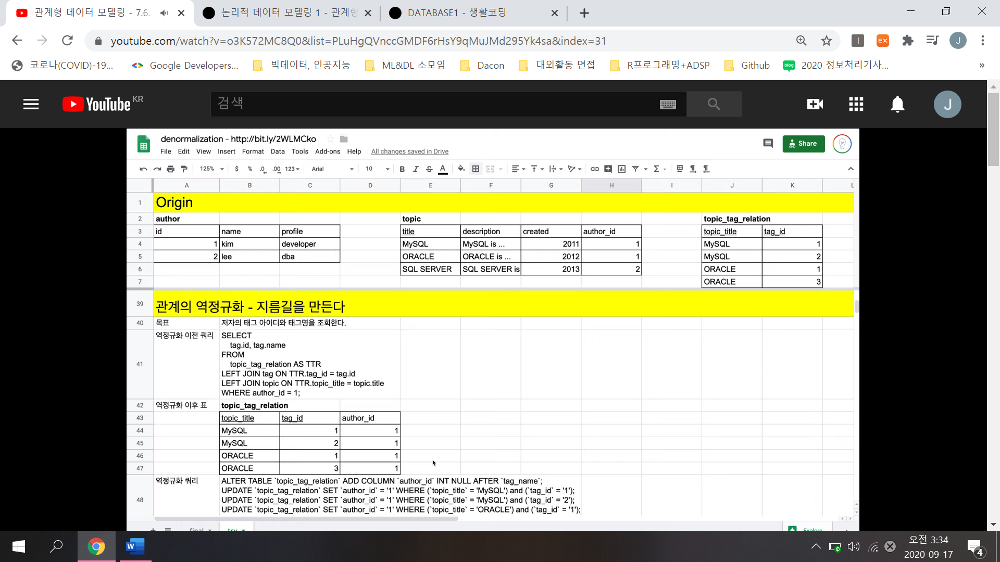 관계형 데이터 모델링 - 7.6.
논리적 데이터 모델링 1 - 관계형
DATABASE1 - 생활코딩
youtube.com/watch?v=o3K572MC8Q0&list=PLuHgQVnccGMDF6rHsY9qMuJMd295Yk4sa&index=31
I
EX
J
코로나(COVID)-19...
Google Developers...
빅데이터, 인공지능
ML&DL 소모임
Dacon
대외활동 면접
R프로그래밍+ADSP
Github
blog
2020 정보처리기사...
»
YouTube KR
검색
J
denormalization - http://bit.ly/2WLMCko
Share
File Edit View Insert Format Data Tools Add-ons Help All changes saved in Drive
125% $ % .0 .00 123 Arial 10 B I S A
A B C D E F G H I J K L
1 Origin
2 author topic topic_tag_relation
3 id name profile title description created author_id topic_title tag_id
4 1 kim developer MySQL MySQL is ... 2011 1 MySQL 1
5 2 lee dba ORACLE ORACLE is ... 2012 1 MySQL 2
6 SQL SERVER SQL SERVER is 2013 2 ORACLE 1
7 ORACLE 3
39 관계의 역정규화 - 지름길을 만든다
40 목표 저자의 태그 아이디와 태그명을 조회한다.
41 역정규화 이전 쿼리 SELECT
tag.id, tag.name
FROM
topic_tag_relation AS TTR
LEFT JOIN tag ON TTR.tag_id = tag.id
LEFT JOIN topic ON TTR.topic_title = topic.title
WHERE author_id = 1;
42 역정규화 이후 표 topic_tag_relation
43 topic_title tag_id author_id
44 MySQL 1 1
45 MySQL 2 1
46 ORACLE 1 1
47 ORACLE 3 1
48 역정규화 쿼리 ALTER TABLE `topic_tag_relation` ADD COLUMN `author_id` INT NULL AFTER `tag_name`;
UPDATE `topic_tag_relation` SET `author_id` = '1' WHERE (`topic_title` = 'MySQL') and (`tag_id` = '1');
UPDATE `topic_tag_relation` SET `author_id` = '1' WHERE (`topic_title` = 'MySQL') and (`tag_id` = '2');
UPDATE `topic_tag_relation` SET `author_id` = '1' WHERE (`topic_title` = 'ORACLE') and (`tag_id` = '1');
final try Explore
W
오전 3:34
2020-09-17
4